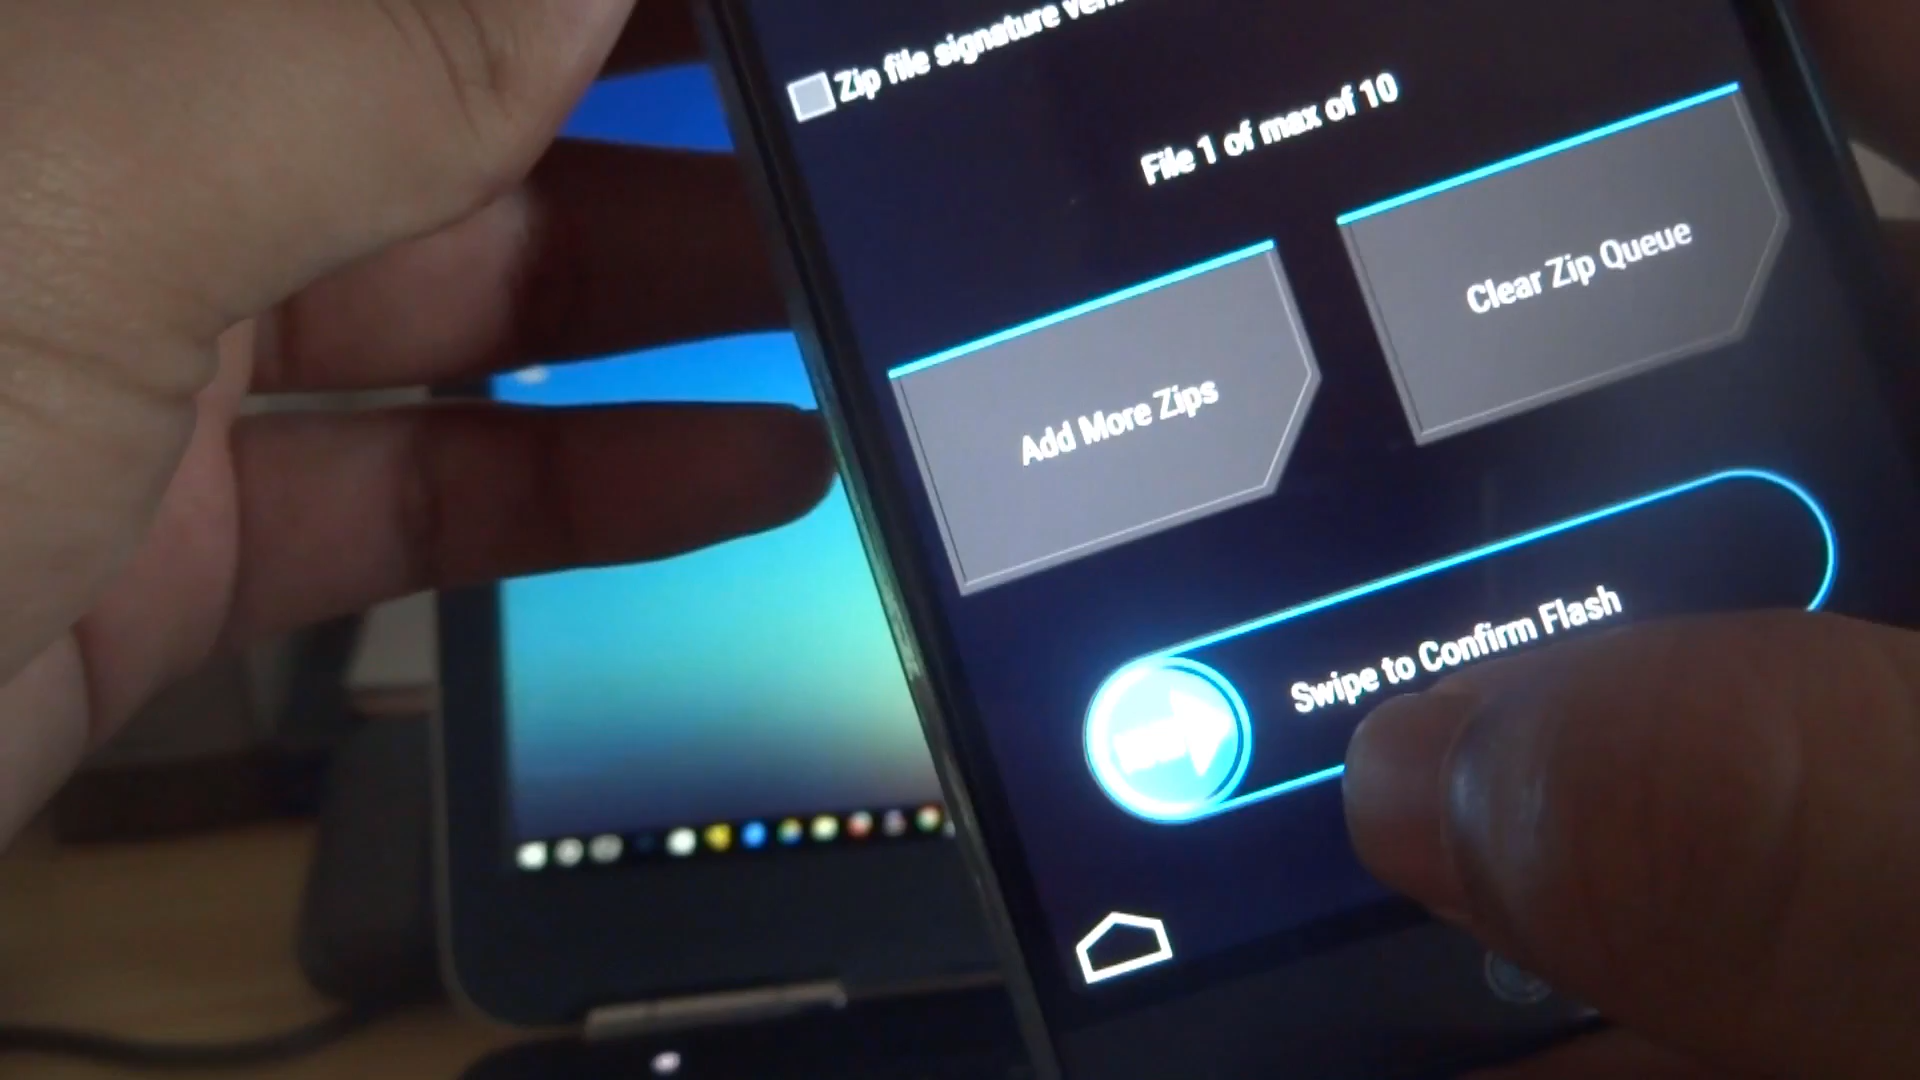 Zip file signature
File 1 of max of 10
Clear Zip Queue
Add More Zips
Swipe to Confirm Flash